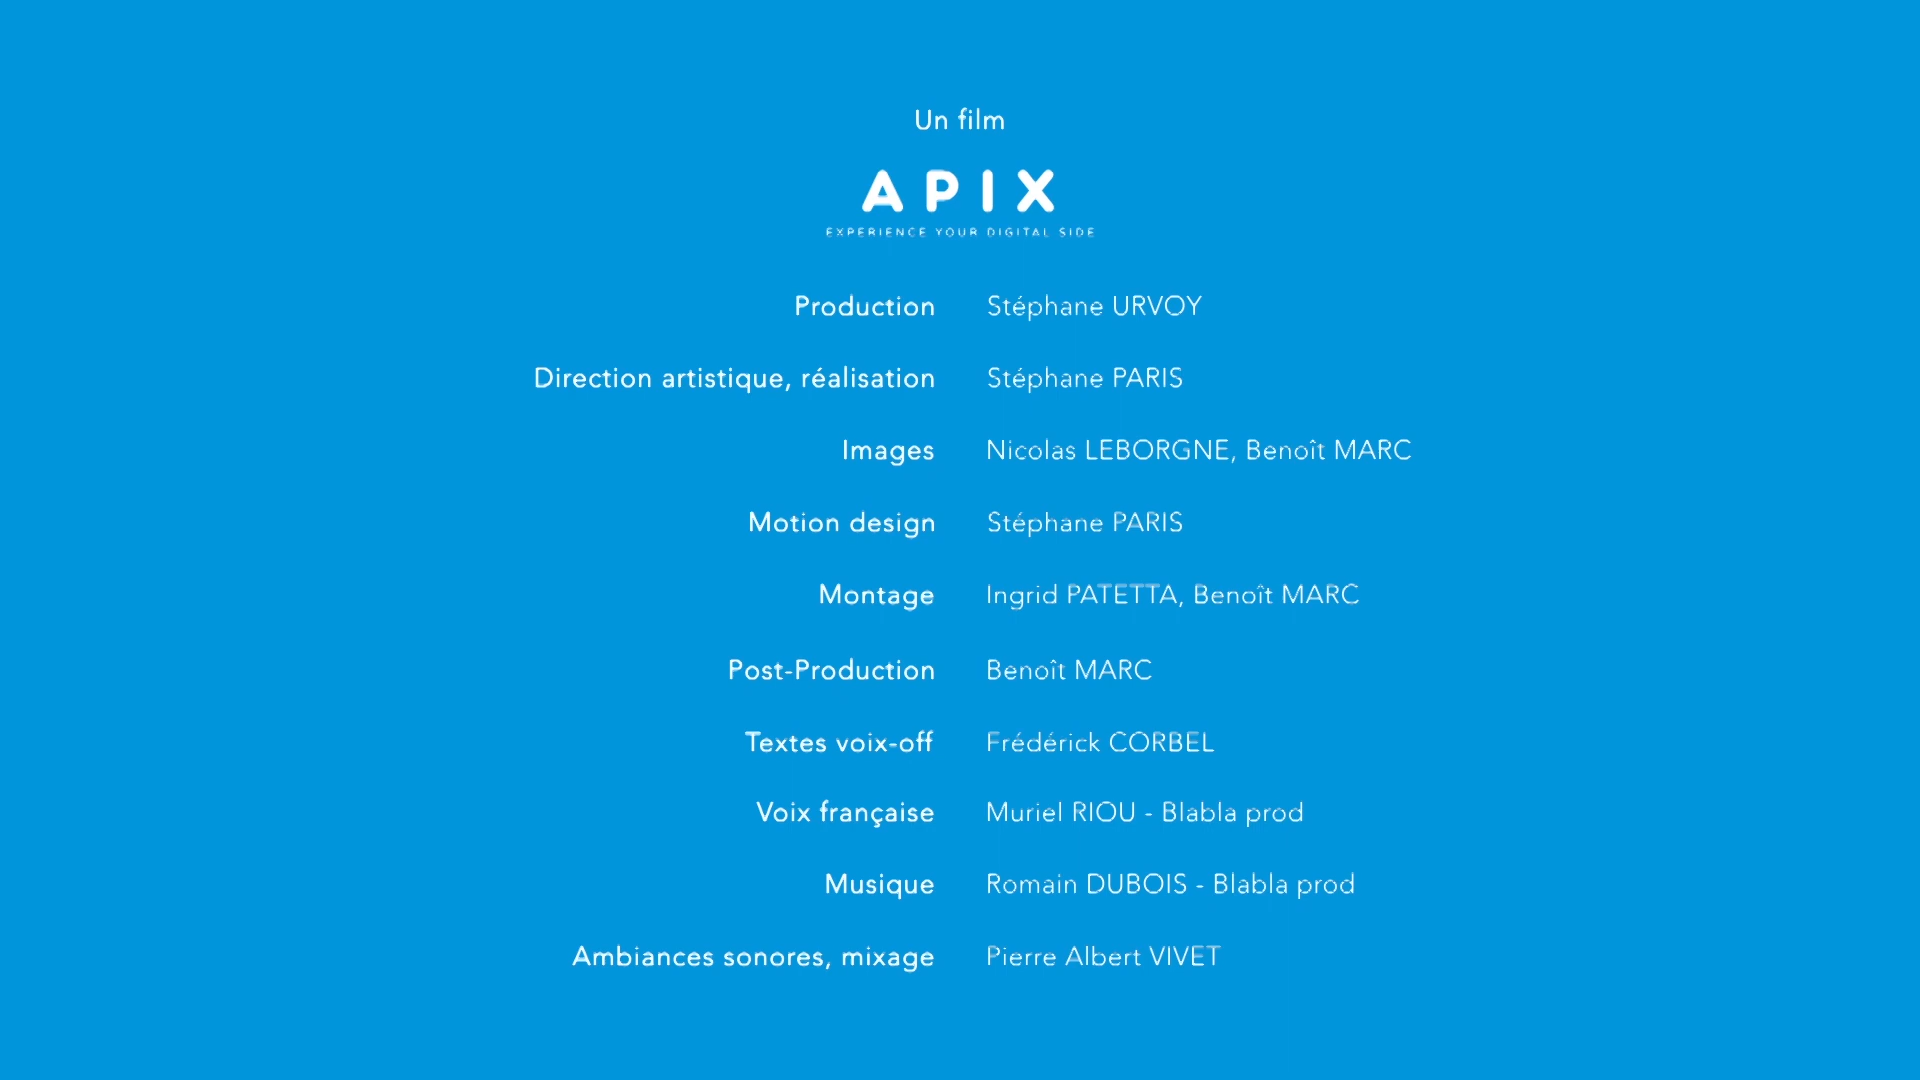 Un film
APIX
EXPERIENCE YOUR DIGITAL SIDE
Production Stéphane URVOY
Direction artistique, réalisation Stéphane PARIS
Images Nicolas LEBORGNE, Benoît MARC
Motion design Stéphane PARIS
Montage Ingrid PATETTA, Benoît MARC
Post-Production Benoît MARC
Textes voix-off Frédérick CORBEL
Voix française Muriel RIOU - Blabla prod
Musique Romain DUBOIS - Blabla prod
Ambiances sonores, mixage Pierre Albert VIVET